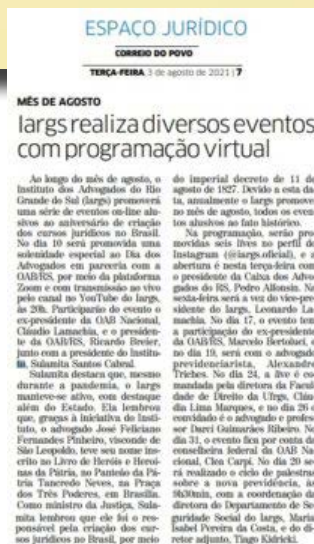 ESPAÇO JURÍDICO
CORREIO DO POVO
TERÇA-FEIRA, 3 de agosto de 2021 | 7
MÊS DE AGOSTO
Iargs realiza diversos eventos
com programação virtual
Ao longo do mês de agosto, o
Instituto dos Advogados do Rio
Grande do Sul (Iargs) promoverá
uma série de eventos on-line alu-
sivos ao aniversário de criação
dos cursos jurídicos no Brasil.
No dia 10 será promovida uma
solenidade especial ao Dia dos
Advogados em parceria com a
OAB/RS, por meio da plataforma
Zoom e com transmissão ao vivo
pelo canal no YouTube do Iargs,
às 20h. Participarão do evento o
ex-presidente da OAB Nacional,
Cláudio Lamachia, e o presiden-
te da OAB/RS, Ricardo Breier,
junto com a presidente do Institu-
to, Sulamita Santos Cabral.
Sulamita destaca que, mesmo
durante a pandemia, o Iargs
manteve-se ativo, com destaque
além do Estado. Ela lembrou
que, graças à iniciativa do Insti-
tuto, o advogado José Feliciano
Fernandes Pinheiro, visconde de
São Leopoldo, teve seu nome ins-
crito no Livro de Heróis e Heroí-
nas da Pátria, no Panteão da Pá-
tria Tancredo Neves, na Praça
dos Três Poderes, em Brasília.
Como ministro da Justiça, Sula-
mita lembrou que ele foi o res-
ponsável pela criação dos cur-
sos jurídicos no Brasil, por meio
do imperial decreto de 11 de
agosto de 1827. Devido a esta da-
ta, anualmente o Iargs promove
no mês de agosto, todos os even-
tos alusivos ao fato histórico.
Na programação, serão pro-
movidas seis lives no perfil do
Instagram (@iargs.oficial), e a
abertura é nesta terça-feira com
o presidente da Caixa dos Advo-
gados do RS, Pedro Alfonsin. Na
sexta-feira será a vez do vice-pre-
sidente do Iargs, Leonardo La-
machia. No dia 17, o evento tem
a participação do ex-presidente
da OAB/RS, Marcelo Bertoluci, e
no dia 19, será com o advogado
previdenciarista, Alexandre
Triches. No dia 24, a live é co-
mandada pela diretora da Facul-
dade de Direito da Ufrgs, Cláu-
dia Lima Marques, e no dia 26 o
convidado é o advogado e profes-
sor Darci Guimarães Ribeiro. No
dia 31, o evento fica por conta da
conselheira federal da OAB Na-
cional, Cléa Carpi. No dia 20 se-
rá realizado o ciclo de palestras
sobre a nova previdência, às
9h30min, com a coordenação da
diretora do Departamento de Se-
guridade Social do Iargs, Maria
Isabel Pereira da Costa, e do di-
retor adjunto, Tiago Kidricki.